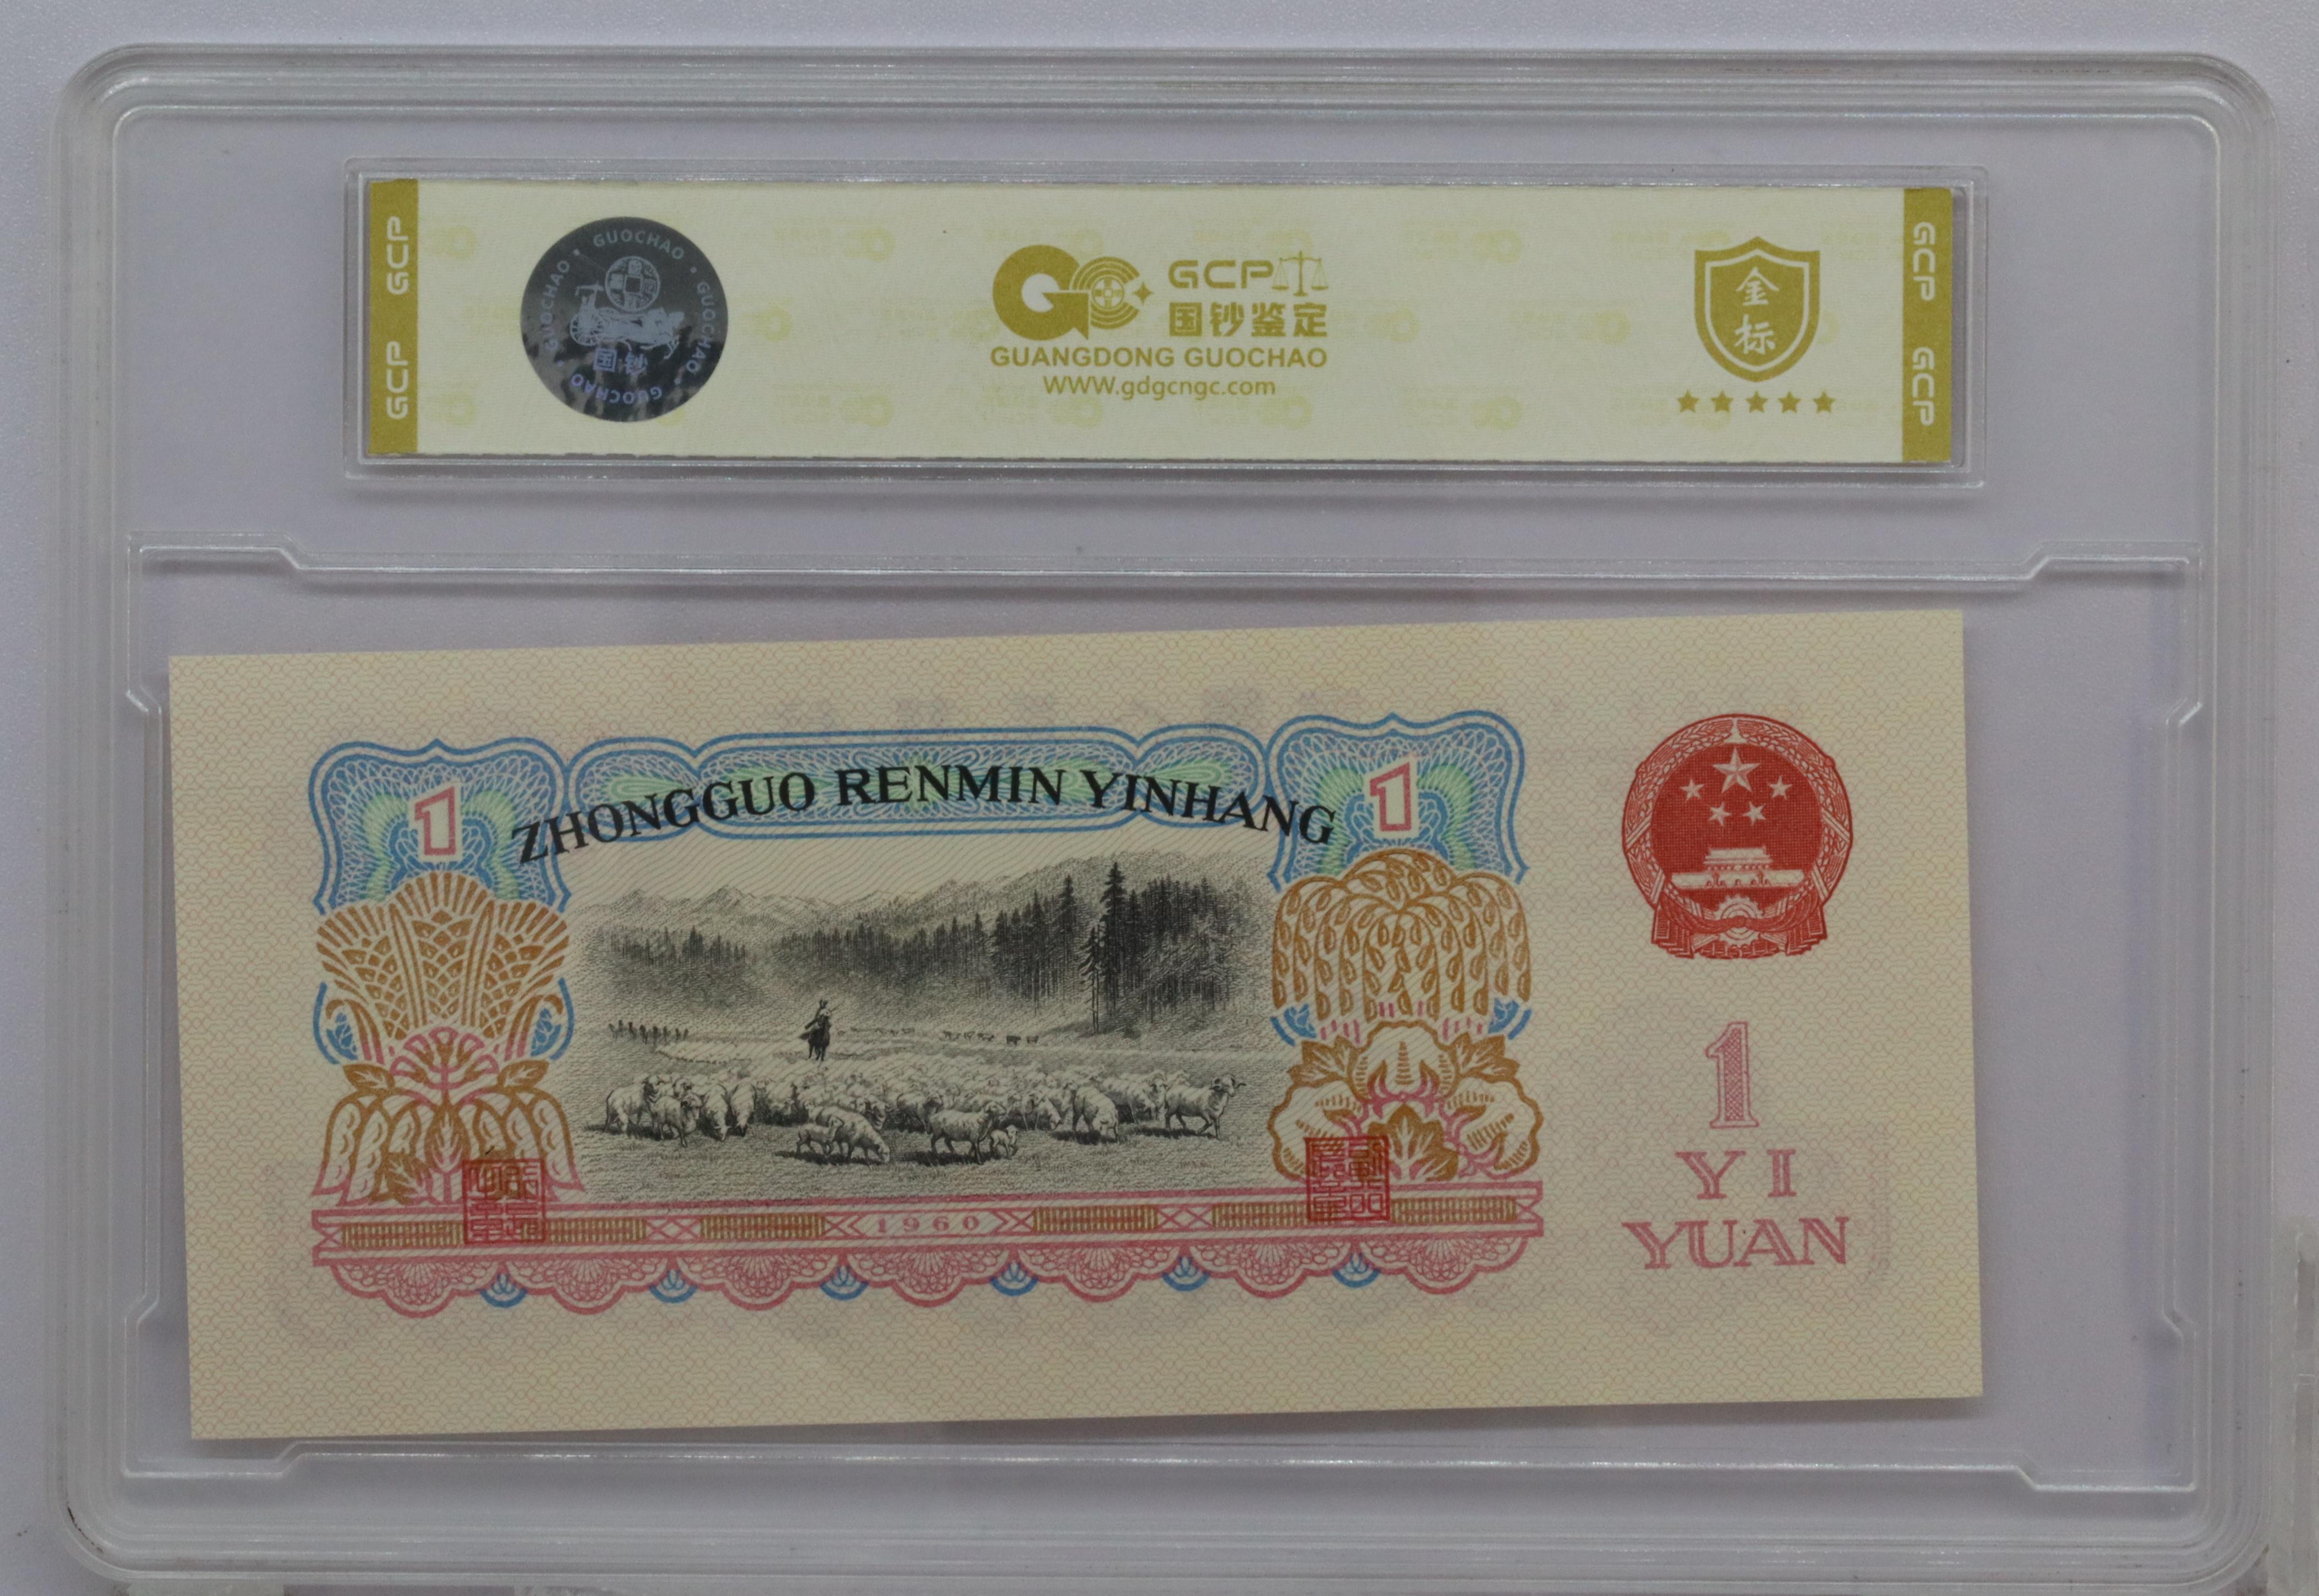 GCP GCP
GUOCHAO • GUOCHAO • GUOCHAO • GUOCHAO
国钞
GCP
国钞鉴定
GUANGDONG GUOCHAO
WWW.gdgcngc.com
金
标
GCP GCP
1
ZHONGGUO RENMIN YINHANG
1
1960
1
YI
YUAN